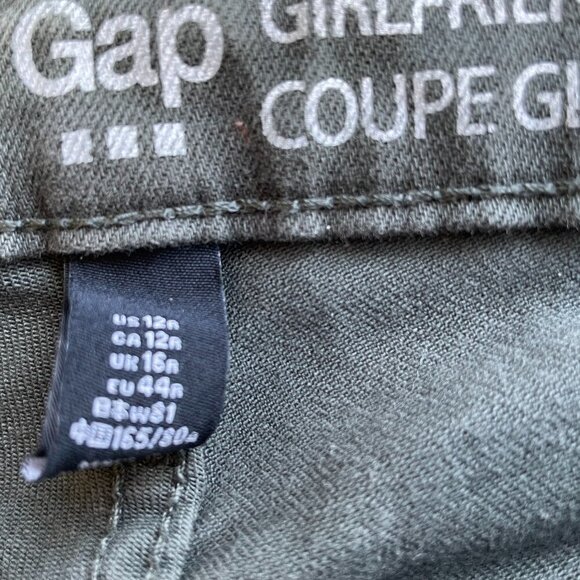 Gap
GIRLFRIEN
COUPE GI
US 12R
CA 12R
UK 16R
EU 44R
日本W81
中国165/80A